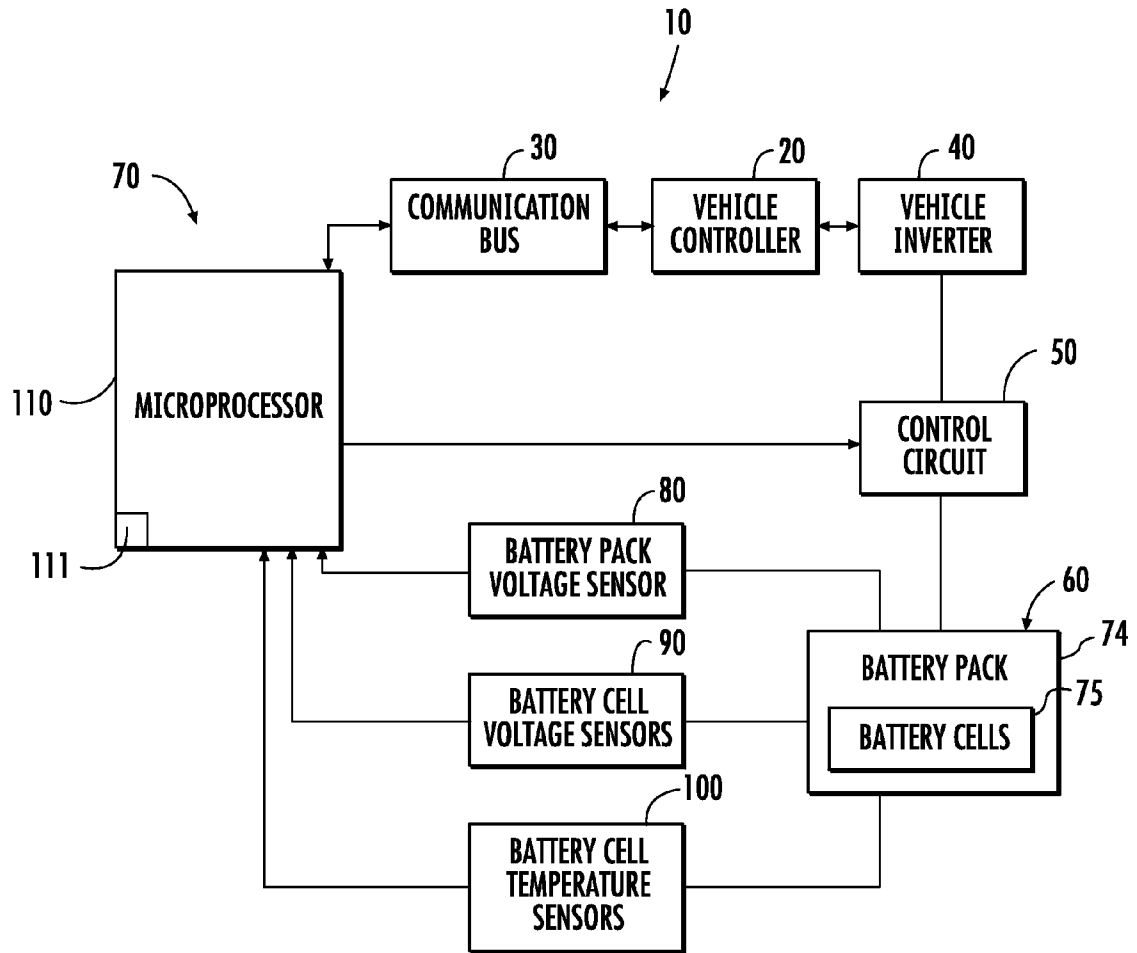 10
30
20
40
70
COMMUNICATION
BUS
VEHICLE
CONTROLLER
VEHICLE
INVERTER
50
110
MICROPROCESSOR
CONTROL
CIRCUIT
80
111
BATTERY PACK
VOLTAGE SENSOR
60
74
90
BATTERY PACK
75
BATTERY CELL
VOLTAGE SENSORS
BATTERY CELLS
100
BATTERY CELL
TEMPERATURE
SENSORS